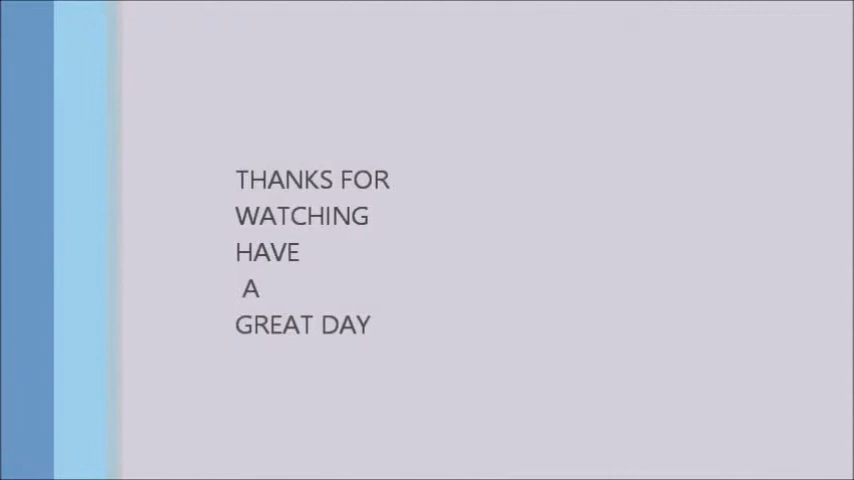 THANKS FOR
WATCHING
HAVE
A
GREAT DAY